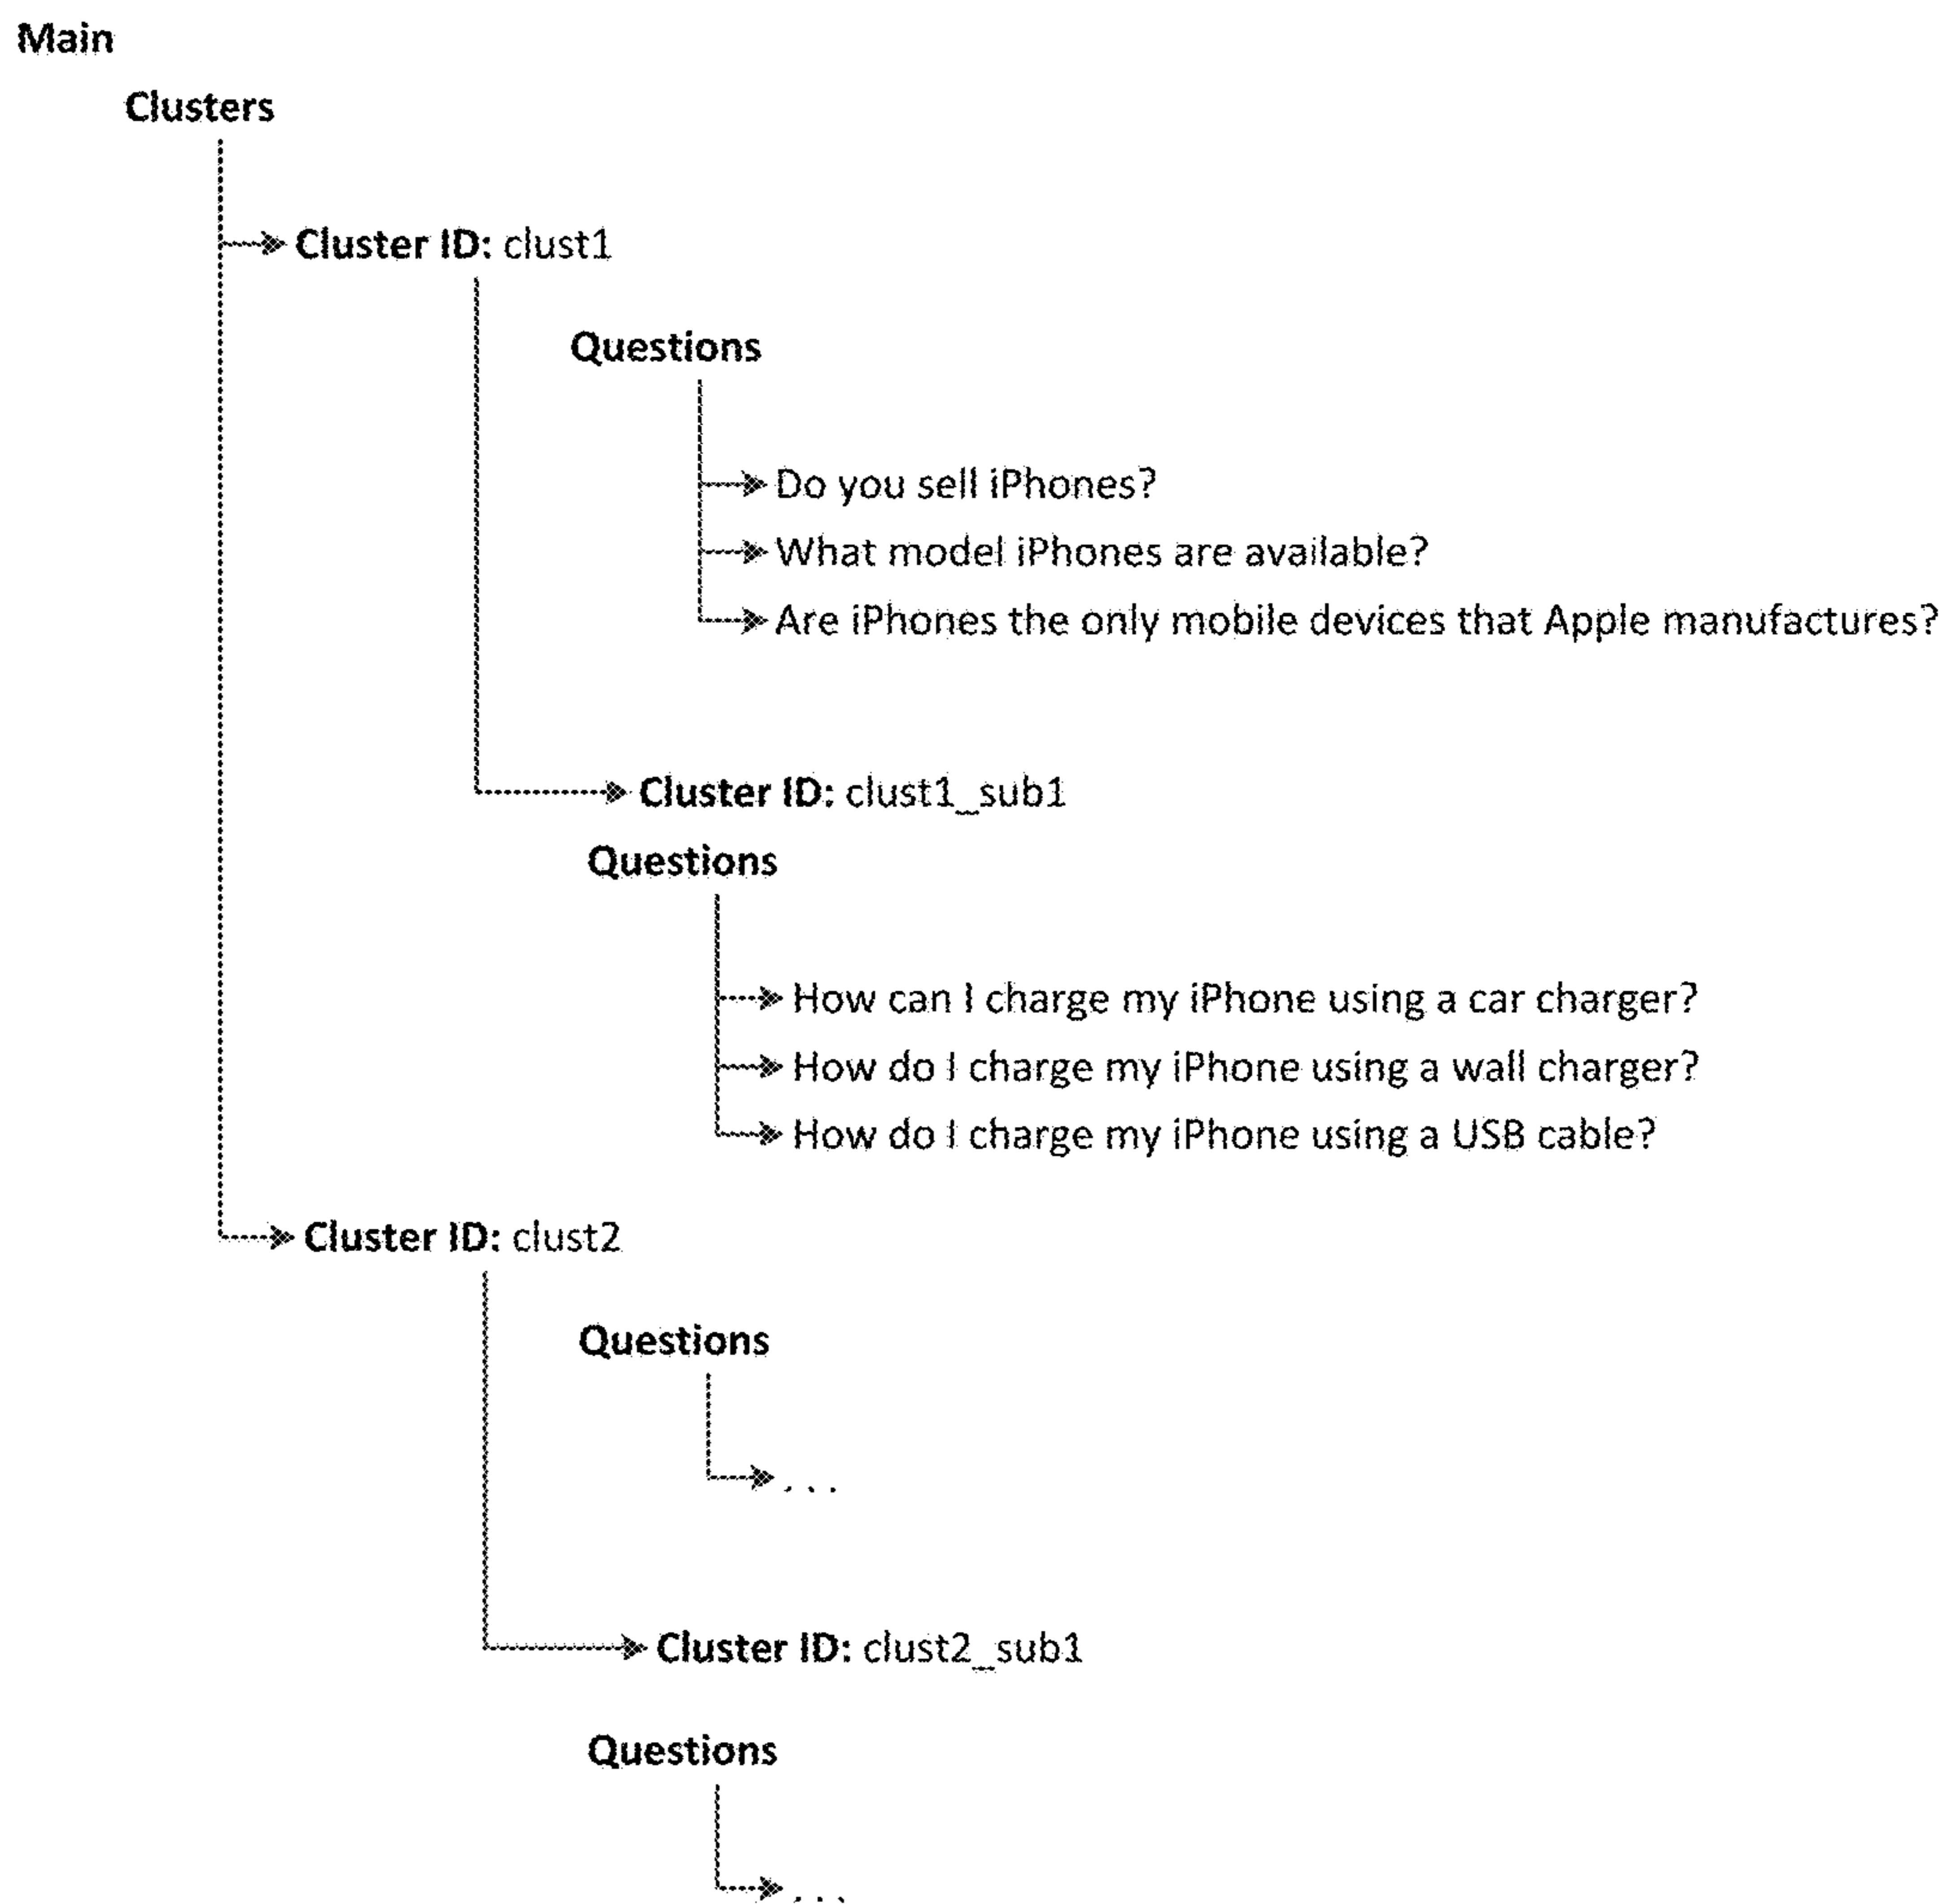 Main
Clusters
Cluster ID: clust1
Questions
Do you sell iPhones?
What model iPhones are available?
Are iPhones the only mobile devices that Apple manufactures?
Cluster ID: clust1_sub1
Questions
How can I charge my iPhone using a car charger?
How do I charge my iPhone using a wall charger?
How do I charge my iPhone using a USB cable?
Cluster ID: clust2
Questions
. . .
Cluster ID: clust2_sub1
Questions
. . .